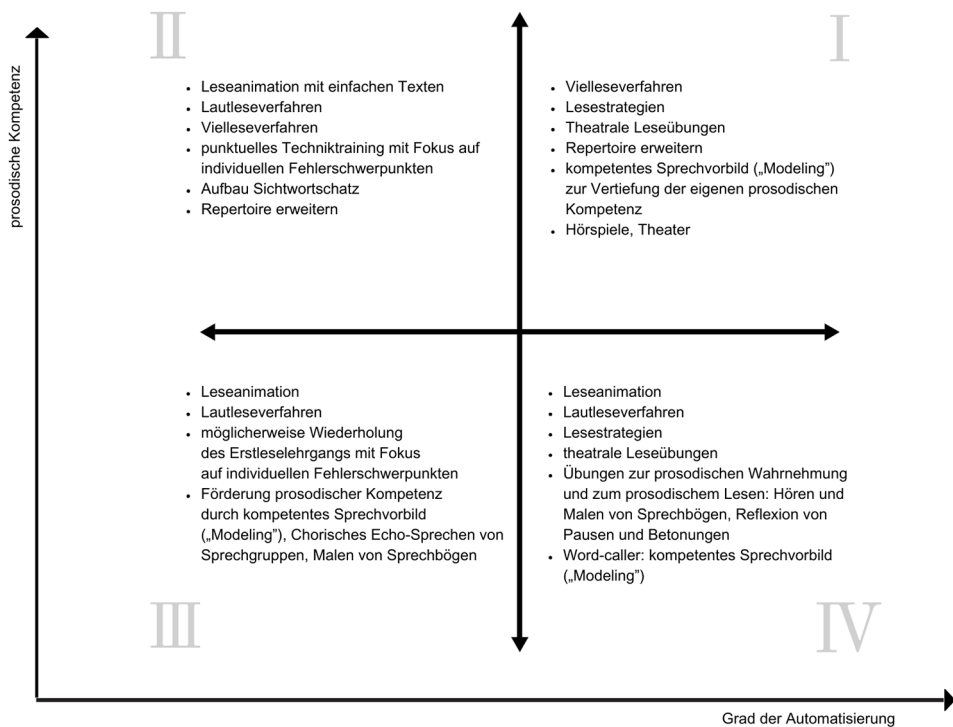 II
I
prosodische Kompetenz
• Leseanimation mit einfachen Texten
• Lautleseverfahren
• Vielleseverfahren
• punktuelles Techniktraining mit Fokus auf
individuellen Fehlerschwerpunkten
• Aufbau Sichtwortschatz
• Repertoire erweitern
• Vielleseverfahren
• Lesestrategien
• Theatrale Leseübungen
• Repertoire erweitern
• kompetentes Sprechvorbild („Modeling”)
zur Vertiefung der eigenen prosodischen
Kompetenz
• Hörspiele, Theater
• Leseanimation
• Lautleseverfahren
• möglicherweise Wiederholung
des Erstleselehrgangs mit Fokus
auf individuellen Fehlerschwerpunkten
• Förderung prosodischer Kompetenz
durch kompetentes Sprechvorbild
(„Modeling”), Chorisches Echo-Sprechen von
Sprechgruppen, Malen von Sprechbögen
• Leseanimation
• Lautleseverfahren
• Lesestrategien
• theatrale Leseübungen
• Übungen zur prosodischen Wahrnehmung
und zum prosodischem Lesen: Hören und
Malen von Sprechbögen, Reflexion von
Pausen und Betonungen
• Word-caller: kompetentes Sprechvorbild
(„Modeling”)
III
IV
Grad der Automatisierung